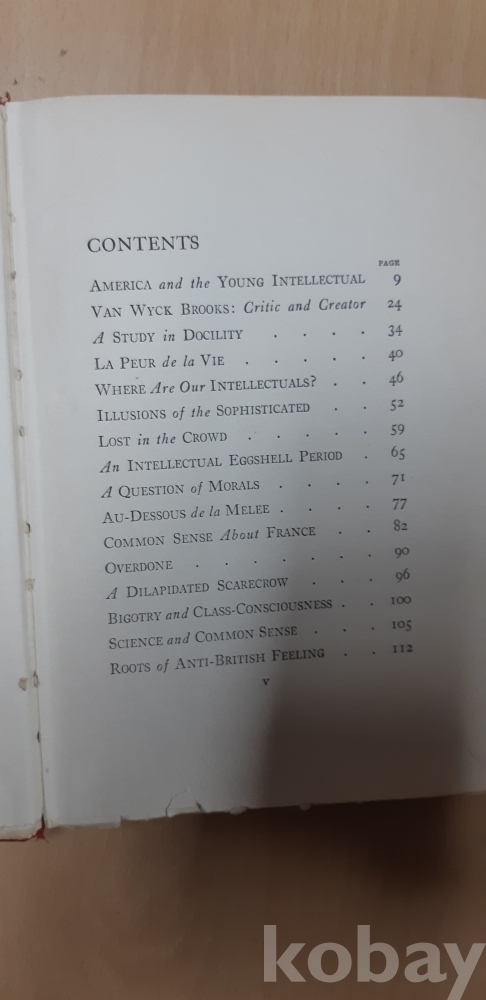 CONTENTS
PAGE
AMERICA and the YOUNG INTELLECTUAL 9
VAN WYCK BROOKS: Critic and Creator 24
A STUDY in DOCILITY . . . . 34
LA PEUR de la VIE . . . . . 40
WHERE Are Our INTELLECTUALS? . . 46
ILLUSIONS of the SOPHISTICATED . . 52
LOST in the CROWD . . . . . 59
An INTELLECTUAL EGGSHELL PERIOD . 65
A QUESTION of MORALS . . . . 71
AU-DESSOUS de la MELEE . . . . 77
COMMON SENSE About FRANCE . . 82
OVERDONE . . . . . . . 90
A DILAPIDATED SCARECROW . . . 96
BIGOTRY and CLASS-CONSCIOUSNESS . . 100
SCIENCE and COMMON SENSE . . . 105
ROOTS of ANTI-BRITISH FEELING . . 112
v
kobay